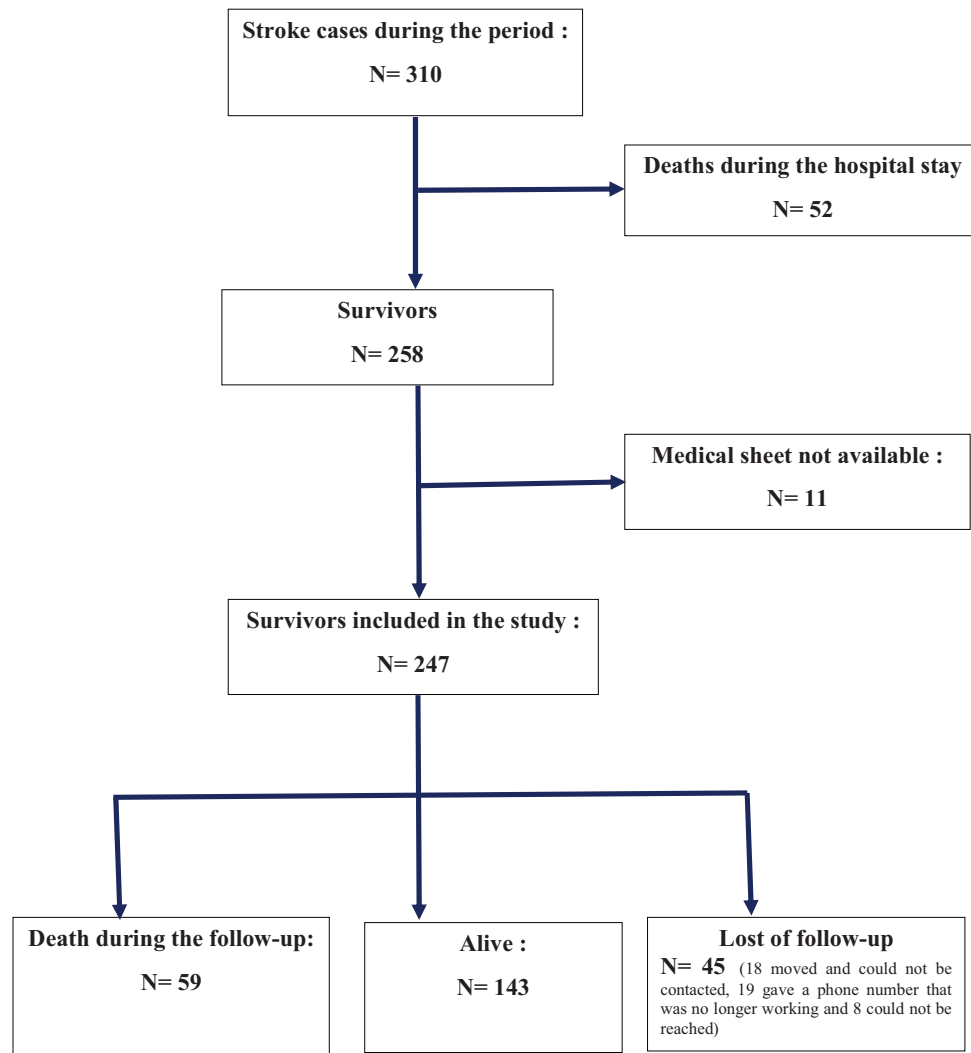 Stroke cases during the period :
N= 310
Deaths during the hospital stay
N= 52
Survivors
N= 258
Medical sheet not available :
N= 11
Survivors included in the study :
N= 247
Death during the follow-up:
N= 59
Alive :
N= 143
Lost of follow-up
N= 45 (18 moved and could not be
contacted, 19 gave a phone number that
was no longer working and 8 could not be
reached)